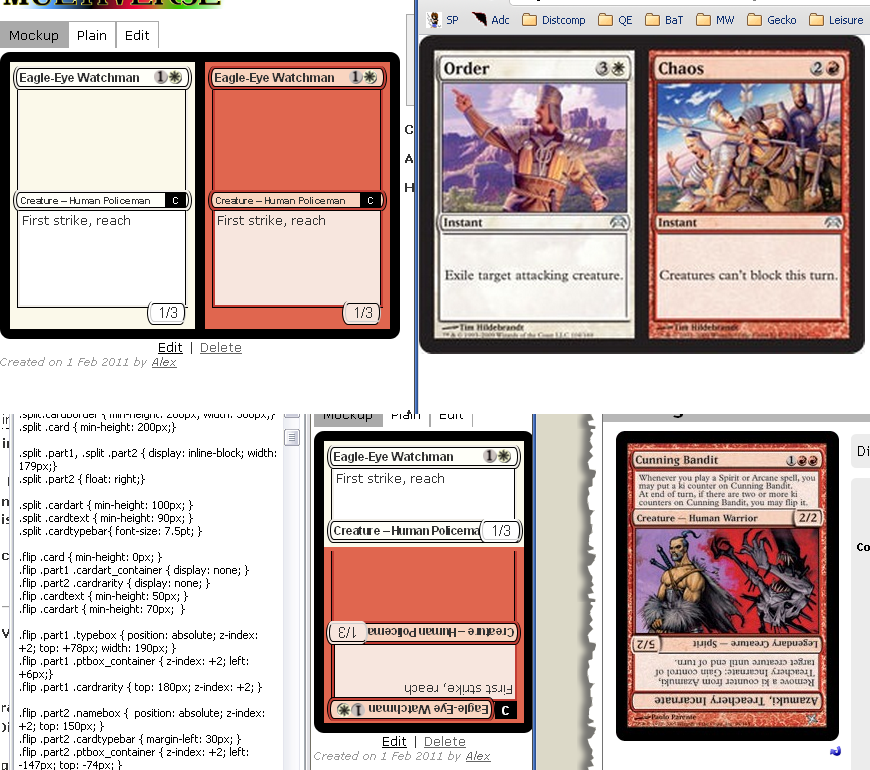 MULTIVERSE
Mockup Plain Edit
Eagle-Eye Watchman 1
Creature – Human Policeman C
First strike, reach
1/3
Eagle-Eye Watchman 1
Creature – Human Policeman C
First strike, reach
1/3
Edit | Delete
Created on 1 Feb 2011 by Alex
C
A
H
SP Adc Distcomp QE BaT MW Gecko Leisure
Order 3
Instant
Exile target attacking creature.
Tim Hildebrandt
Chaos 2
Instant
Creatures can't block this turn.
Tim Hildebrandt
.split.cardborder { min-height: 200px; width: 380px;}
.split .card { min-height: 200px;}
.split .part1, .split .part2 { display: inline-block; width:
179px;}
.split .part2 { float: right;}
.split .cardart { min-height: 100px; }
.split .cardtext { min-height: 90px; }
.split .cardtypebar{ font-size: 7.5pt; }
.flip .card { min-height: 0px; }
.flip .part1 .cardart_container { display: none; }
.flip .part2 .cardrarity { display: none; }
.flip .cardtext { min-height: 50px; }
.flip .cardart { min-height: 70px;  }
.flip .part1 .typebox { position: absolute; z-index:
+2; top: +78px; width: 190px; }
.flip .part1 .ptbox_container { z-index: +2; left:
+6px;}
.flip .part1 .cardrarity { top: 180px; z-index: +2; }
.flip .part2 .namebox {  position: absolute; z-index:
+2; top: 150px; }
.flip .part2 .cardtypebar { margin-left: 30px; }
.flip .part2 .ptbox_container { z-index: +2; left:
-147px; top: -74px; }
Mockup Plain Edit
Eagle-Eye Watchman 1
First strike, reach
Creature – Human Policema 1/3
Creature – Human Policema 1/3
First strike, reach
Eagle-Eye Watchman 1
C
Edit | Delete
Created on 1 Feb 2011 by Alex
Cunning Bandit 1
Whenever you play a Spirit or Arcane spell, you
may put a ki counter on Cunning Bandit.
At end of turn, if there are two or more ki
counters on Cunning Bandit, you may flip it.
Creature – Human Warrior 2/2
Legendary Creature – Spirit 5/2
Remove a ki counter from Azamuki,
Treachery Incarnate: Gain control of
target creature until end of turn.
Azamuki, Treachery Incarnate
Paolo Parente
Di
Co